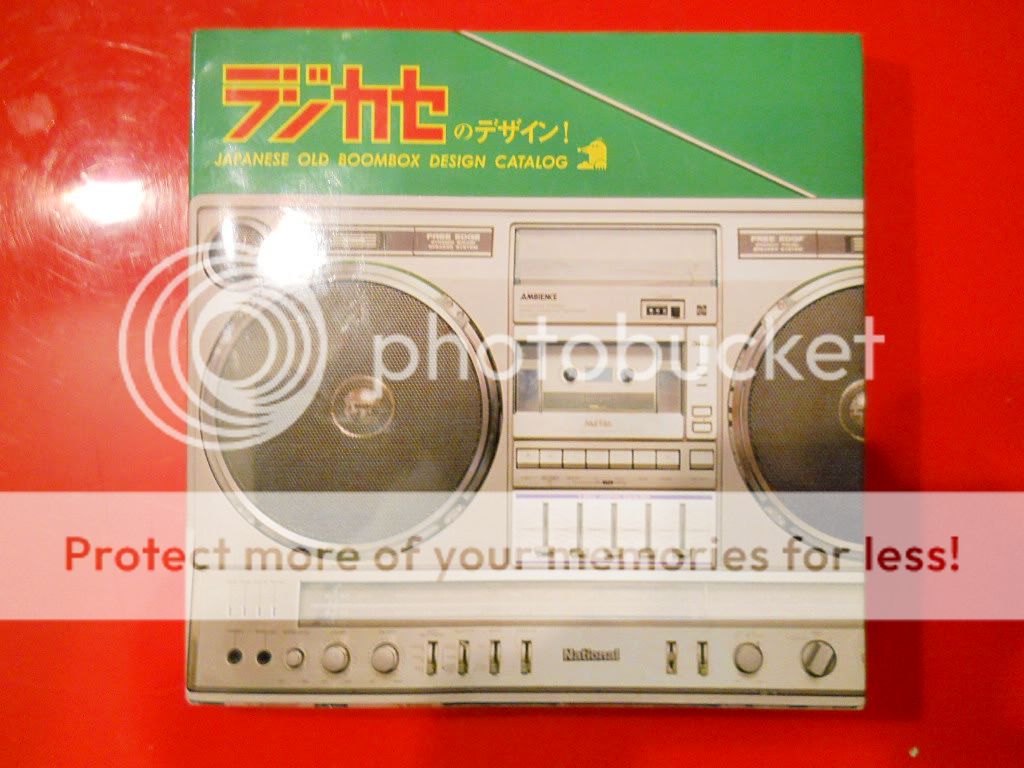 ラジカセのデザイン!
JAPANESE OLD BOOMBOX DESIGN CATALOG
FREE EDGE
FREE EDGE
AMBIENCE
photobucket
METAL
Protect more of your memories for less!
National